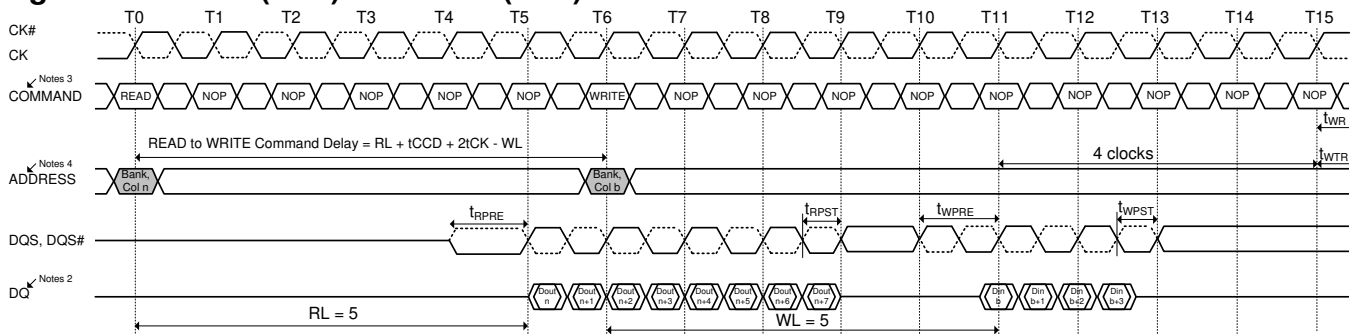 T0 T1 T2 T3 T4 T5 T6 T7 T8 T9 T10 T11 T12 T13 T14 T15
CK#
CK
Notes 3
COMMAND READ NOP NOP NOP NOP NOP WRITE NOP NOP NOP NOP NOP NOP NOP NOP NOP
tWR
READ to WRITE Command Delay = RL + tCCD + 2tCK - WL
4 clocks
tWTR
Notes 4
ADDRESS
Bank, Col n
Bank, Col b
tRPRE tRPST tWPRE tWPST
DQS, DQS#
Notes 2
DQ
Dout n
Dout n+1
Dout n+2
Dout n+3
Dout n+4
Dout n+5
Dout n+6
Dout n+7
Din b
Din b+1
Din b+2
Din b+3
RL = 5 WL = 5